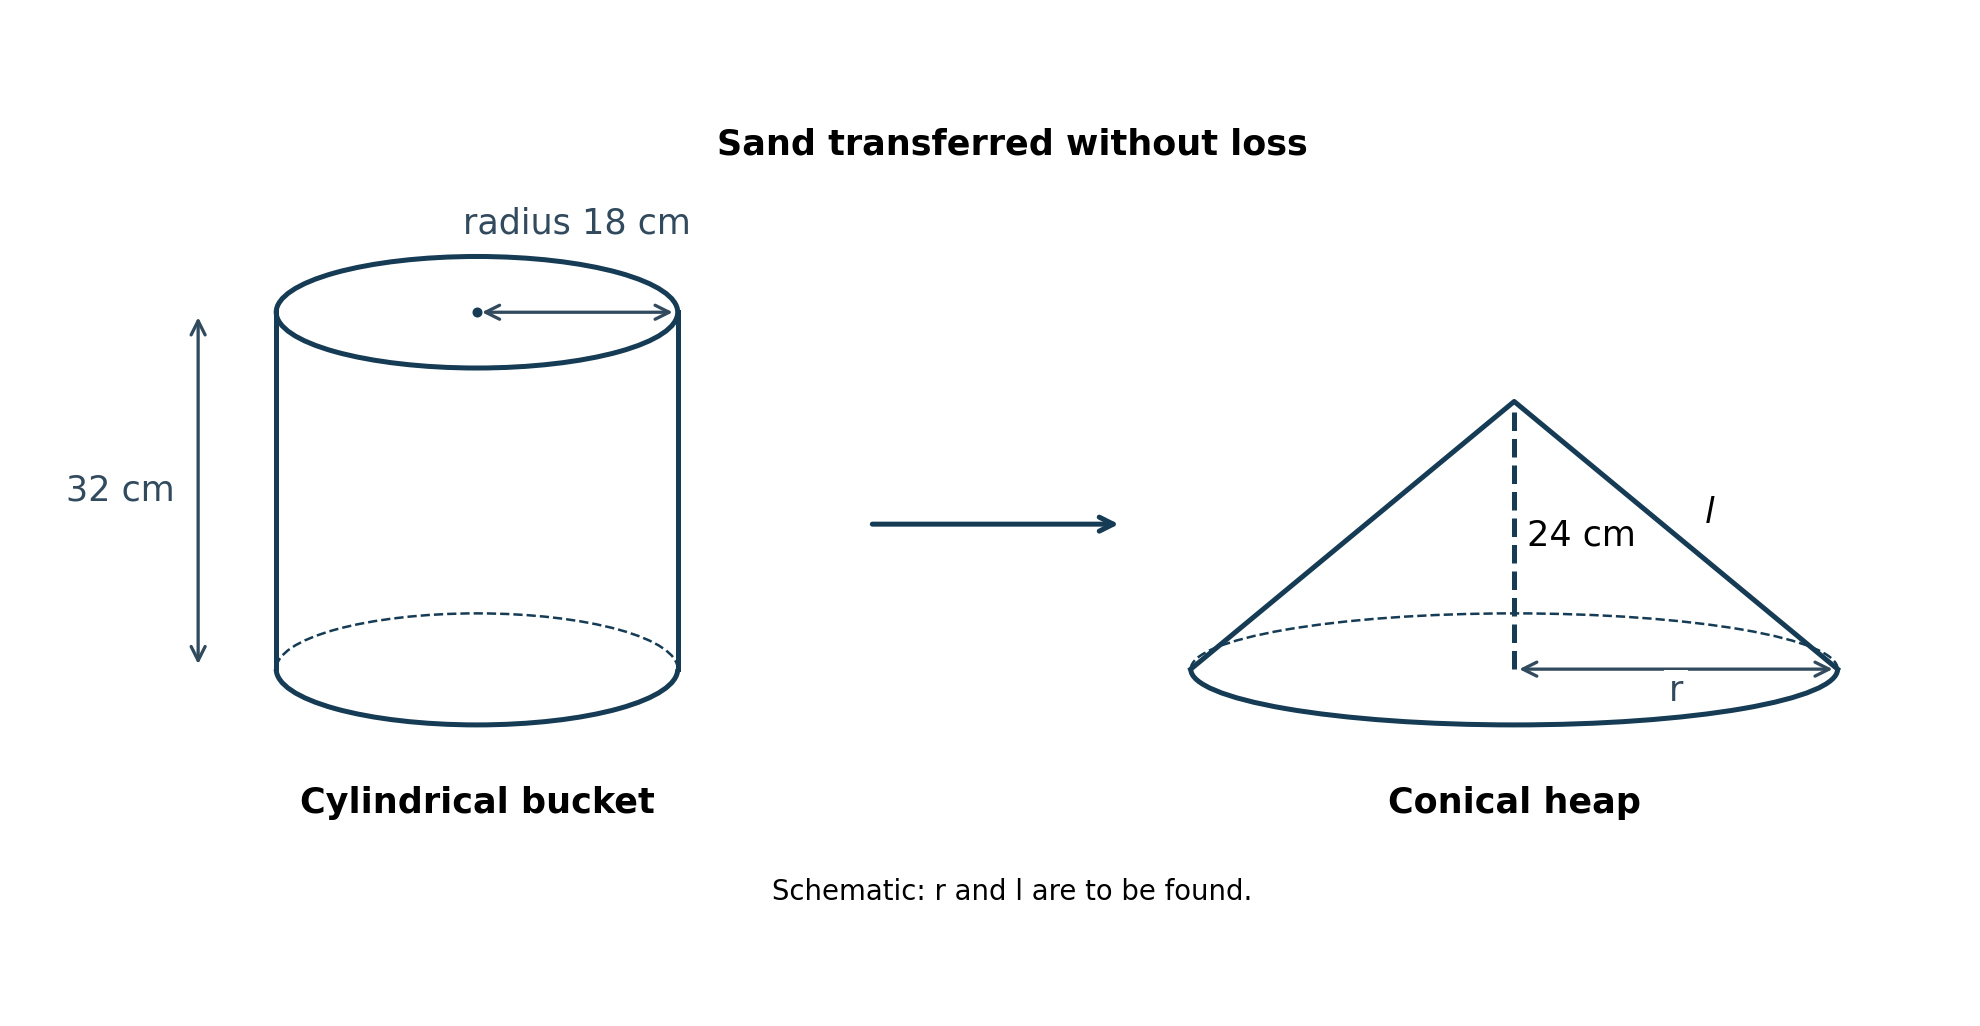 Sand transferred without loss
radius 18 cm
32 cm
24 cm
l
r
Cylindrical bucket
Conical heap
Schematic: r and l are to be found.